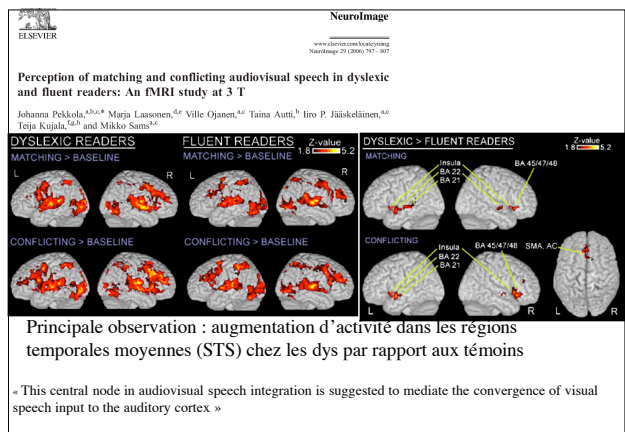 ELSEVIER
NeuroImage
www.elsevier.com/locate/ynimg
NeuroImage 29 (2006) 797 – 807
Perception of matching and conflicting audiovisual speech in dyslexic
and fluent readers: An fMRI study at 3 T
Johanna Pekkola,a,b,c,* Marja Laasonen,d,e Ville Ojanen,a,c Taina Autti,b Iiro P. Jääskeläinen,a,c
Teija Kujala,f,g,h and Mikko Samsa,c
DYSLEXIC READERS
MATCHING > BASELINE
L
R
CONFLICTING > BASELINE
FLUENT READERS
MATCHING > BASELINE
Z-value
1.8 5.2
L
R
CONFLICTING > BASELINE
DYSLEXIC > FLUENT READERS
Z-value
1.8 5.2
MATCHING
Insula
BA 22
BA 21
BA 45/47/48
CONFLICTING
Insula
BA 22
BA 21
BA 45/47/48
SMA, AC
L
R
L
R
Principale observation : augmentation d’activité dans les régions
temporales moyennes (STS) chez les dys par rapport aux témoins
« This central node in audiovisual speech integration is suggested to mediate the convergence of visual
speech input to the auditory cortex »